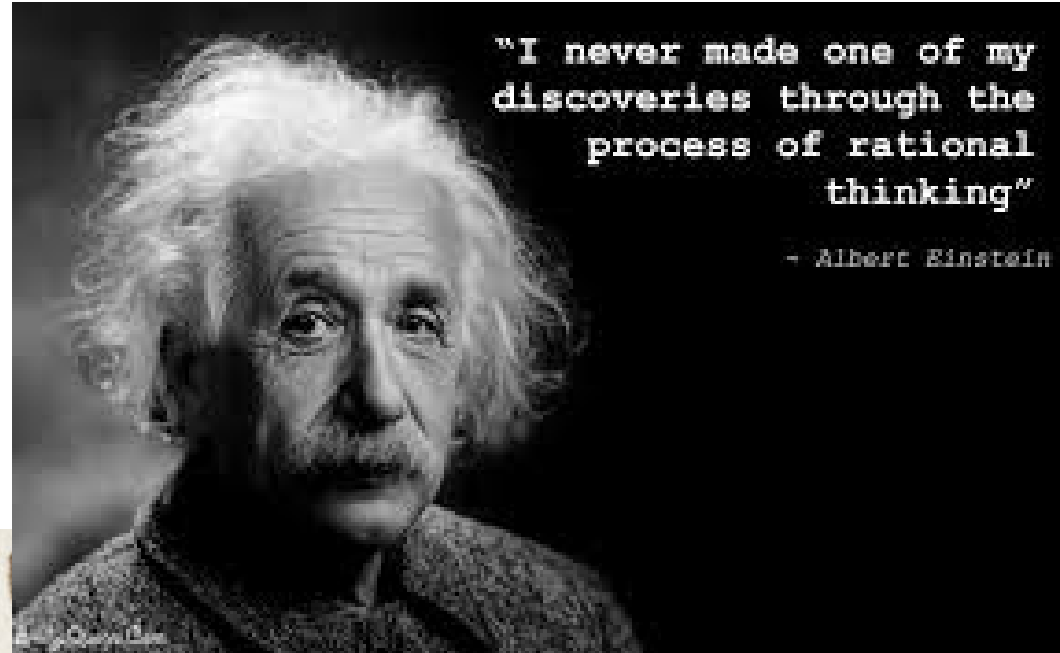 “I never made one of my
discoveries through the
process of rational
thinking”
~ Albert Einstein